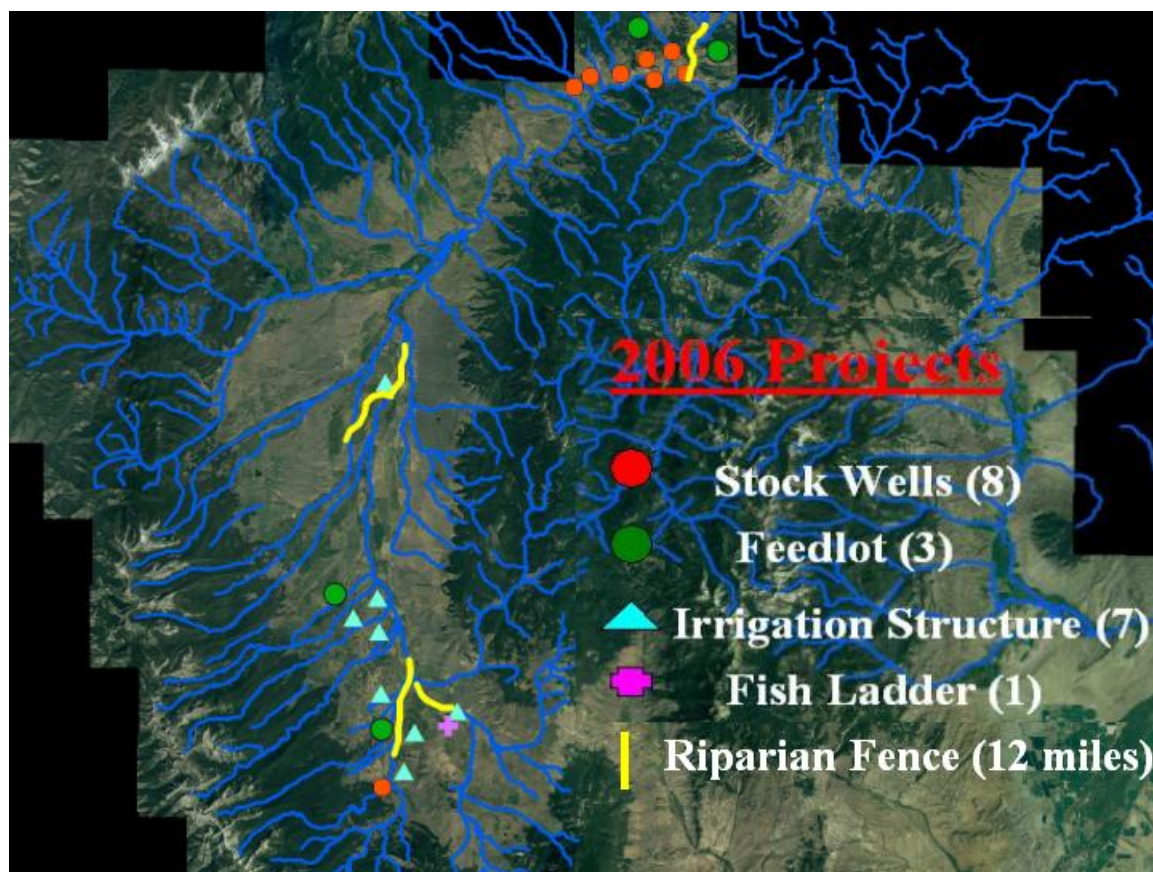 2006 Projects
Stock Wells (8)
Feedlot (3)
Irrigation Structure (7)
Fish Ladder (1)
Riparian Fence (12 miles)